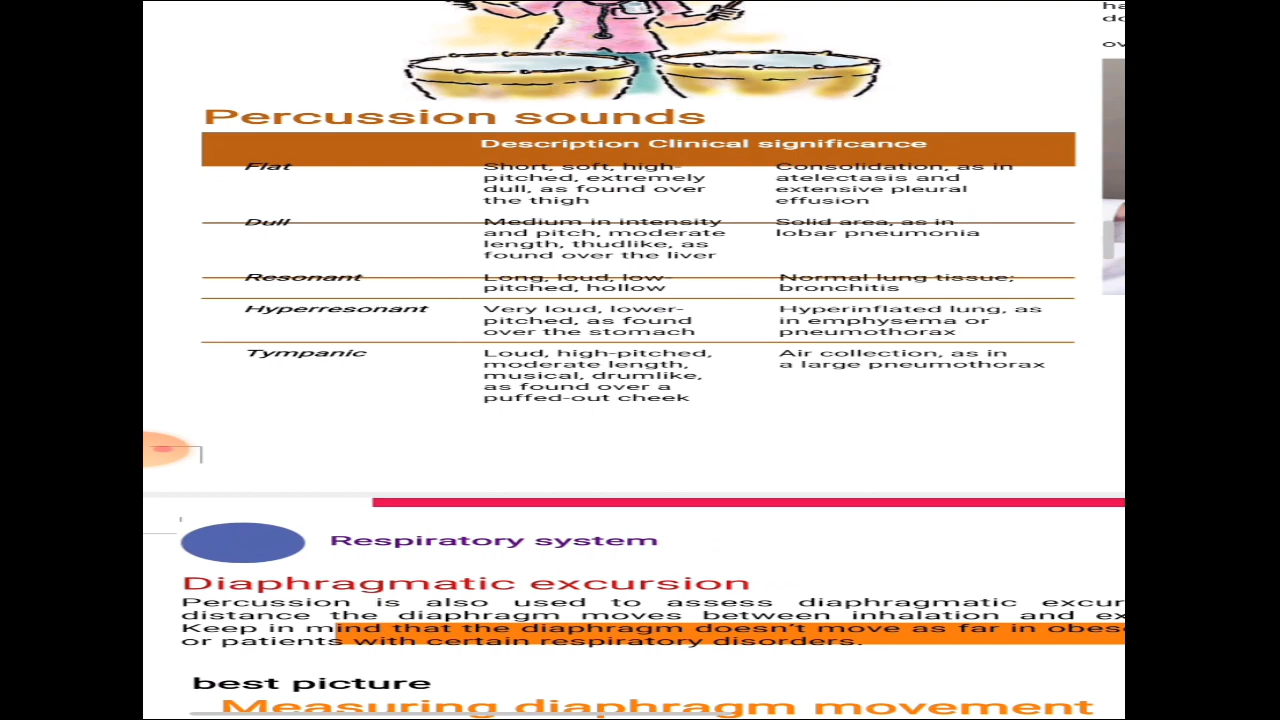 Percussion sounds
Description Clinical significance
Flat Short, soft, high- Consolidation, as in
pitched, extremely atelectasis and
dull, as found over extensive pleural
the thigh effusion
Dull Medium in intensity Solid area, as in
and pitch, moderate lobar pneumonia
length, thudlike, as
found over the liver
Resonant Long, loud, low- Normal lung tissue;
pitched, hollow bronchitis
Hyperresonant Very loud, lower- Hyperinflated lung, as
pitched, as found in emphysema or
over the stomach pneumothorax
Tympanic Loud, high-pitched, Air collection, as in
moderate length, a large pneumothorax
musical, drumlike,
as found over a
puffed-out cheek
Respiratory system
Diaphragmatic excursion
Percussion is also used to assess diaphragmatic
distance the diaphragm moves between inhalation and
Keep in mind that the diaphragm doesn't move as far in
or patients with certain respiratory disorders.
best picture
Measuring diaphragm movement